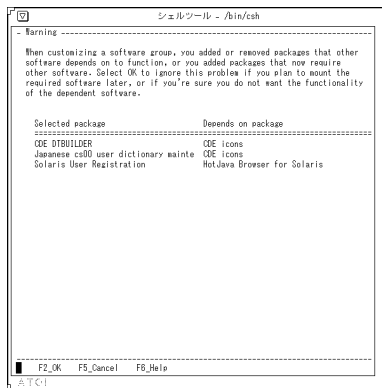 シェルツール - /bin/csh
- Warning --------------------------------------------------------------------
When customizing a software group, you added or removed packages that other
software depends on to function, or you added packages that now require
other software. Select OK to ignore this problem if you plan to mount the
required software later, or if you're sure you do not want the functionality
of the dependent software.
Selected package Depends on package
============================================================================
CDE DTBUILDER CDE icons
Japanese cs00 user dictionary mainte CDE icons
Solaris User Registration HotJava Browser for Solaris
--------------------------------------------------------------------------------
F2_OK F5_Cancel F6_Help